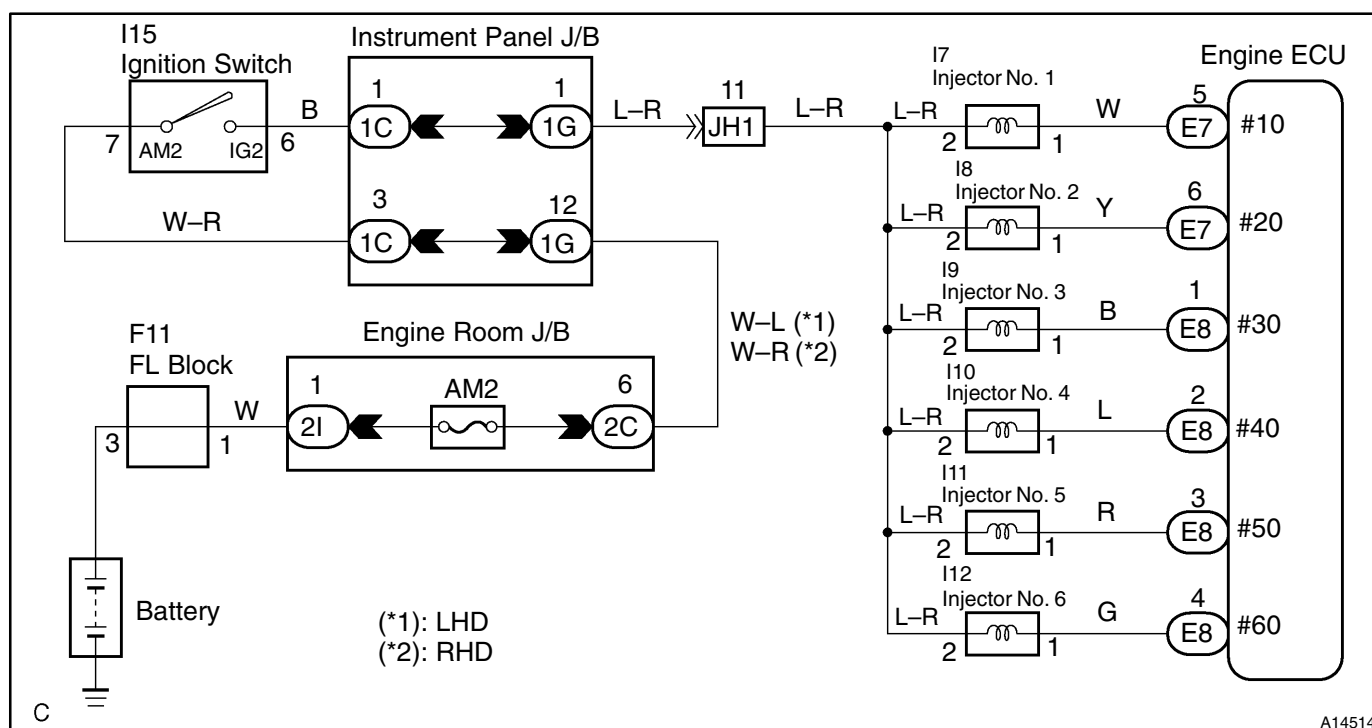 I15
Ignition Switch
7
AM2
IG2
6
B
W–R
Instrument Panel J/B
1
1C
1
1G
3
1C
12
1G
L–R
11
JH1
L–R
W–L (*1)
W–R (*2)
F11
FL Block
3
1
W
Engine Room J/B
1
2I
AM2
6
2C
Battery
(*1): LHD
(*2): RHD
Engine ECU
I7
Injector No. 1
L–R
2
1
W
5
E7
#10
I8
Injector No. 2
L–R
2
1
Y
6
E7
#20
I9
Injector No. 3
L–R
2
1
B
1
E8
#30
I10
Injector No. 4
L–R
2
1
L
2
E8
#40
I11
Injector No. 5
L–R
2
1
R
3
E8
#50
I12
Injector No. 6
L–R
2
1
G
4
E8
#60
C
A14514